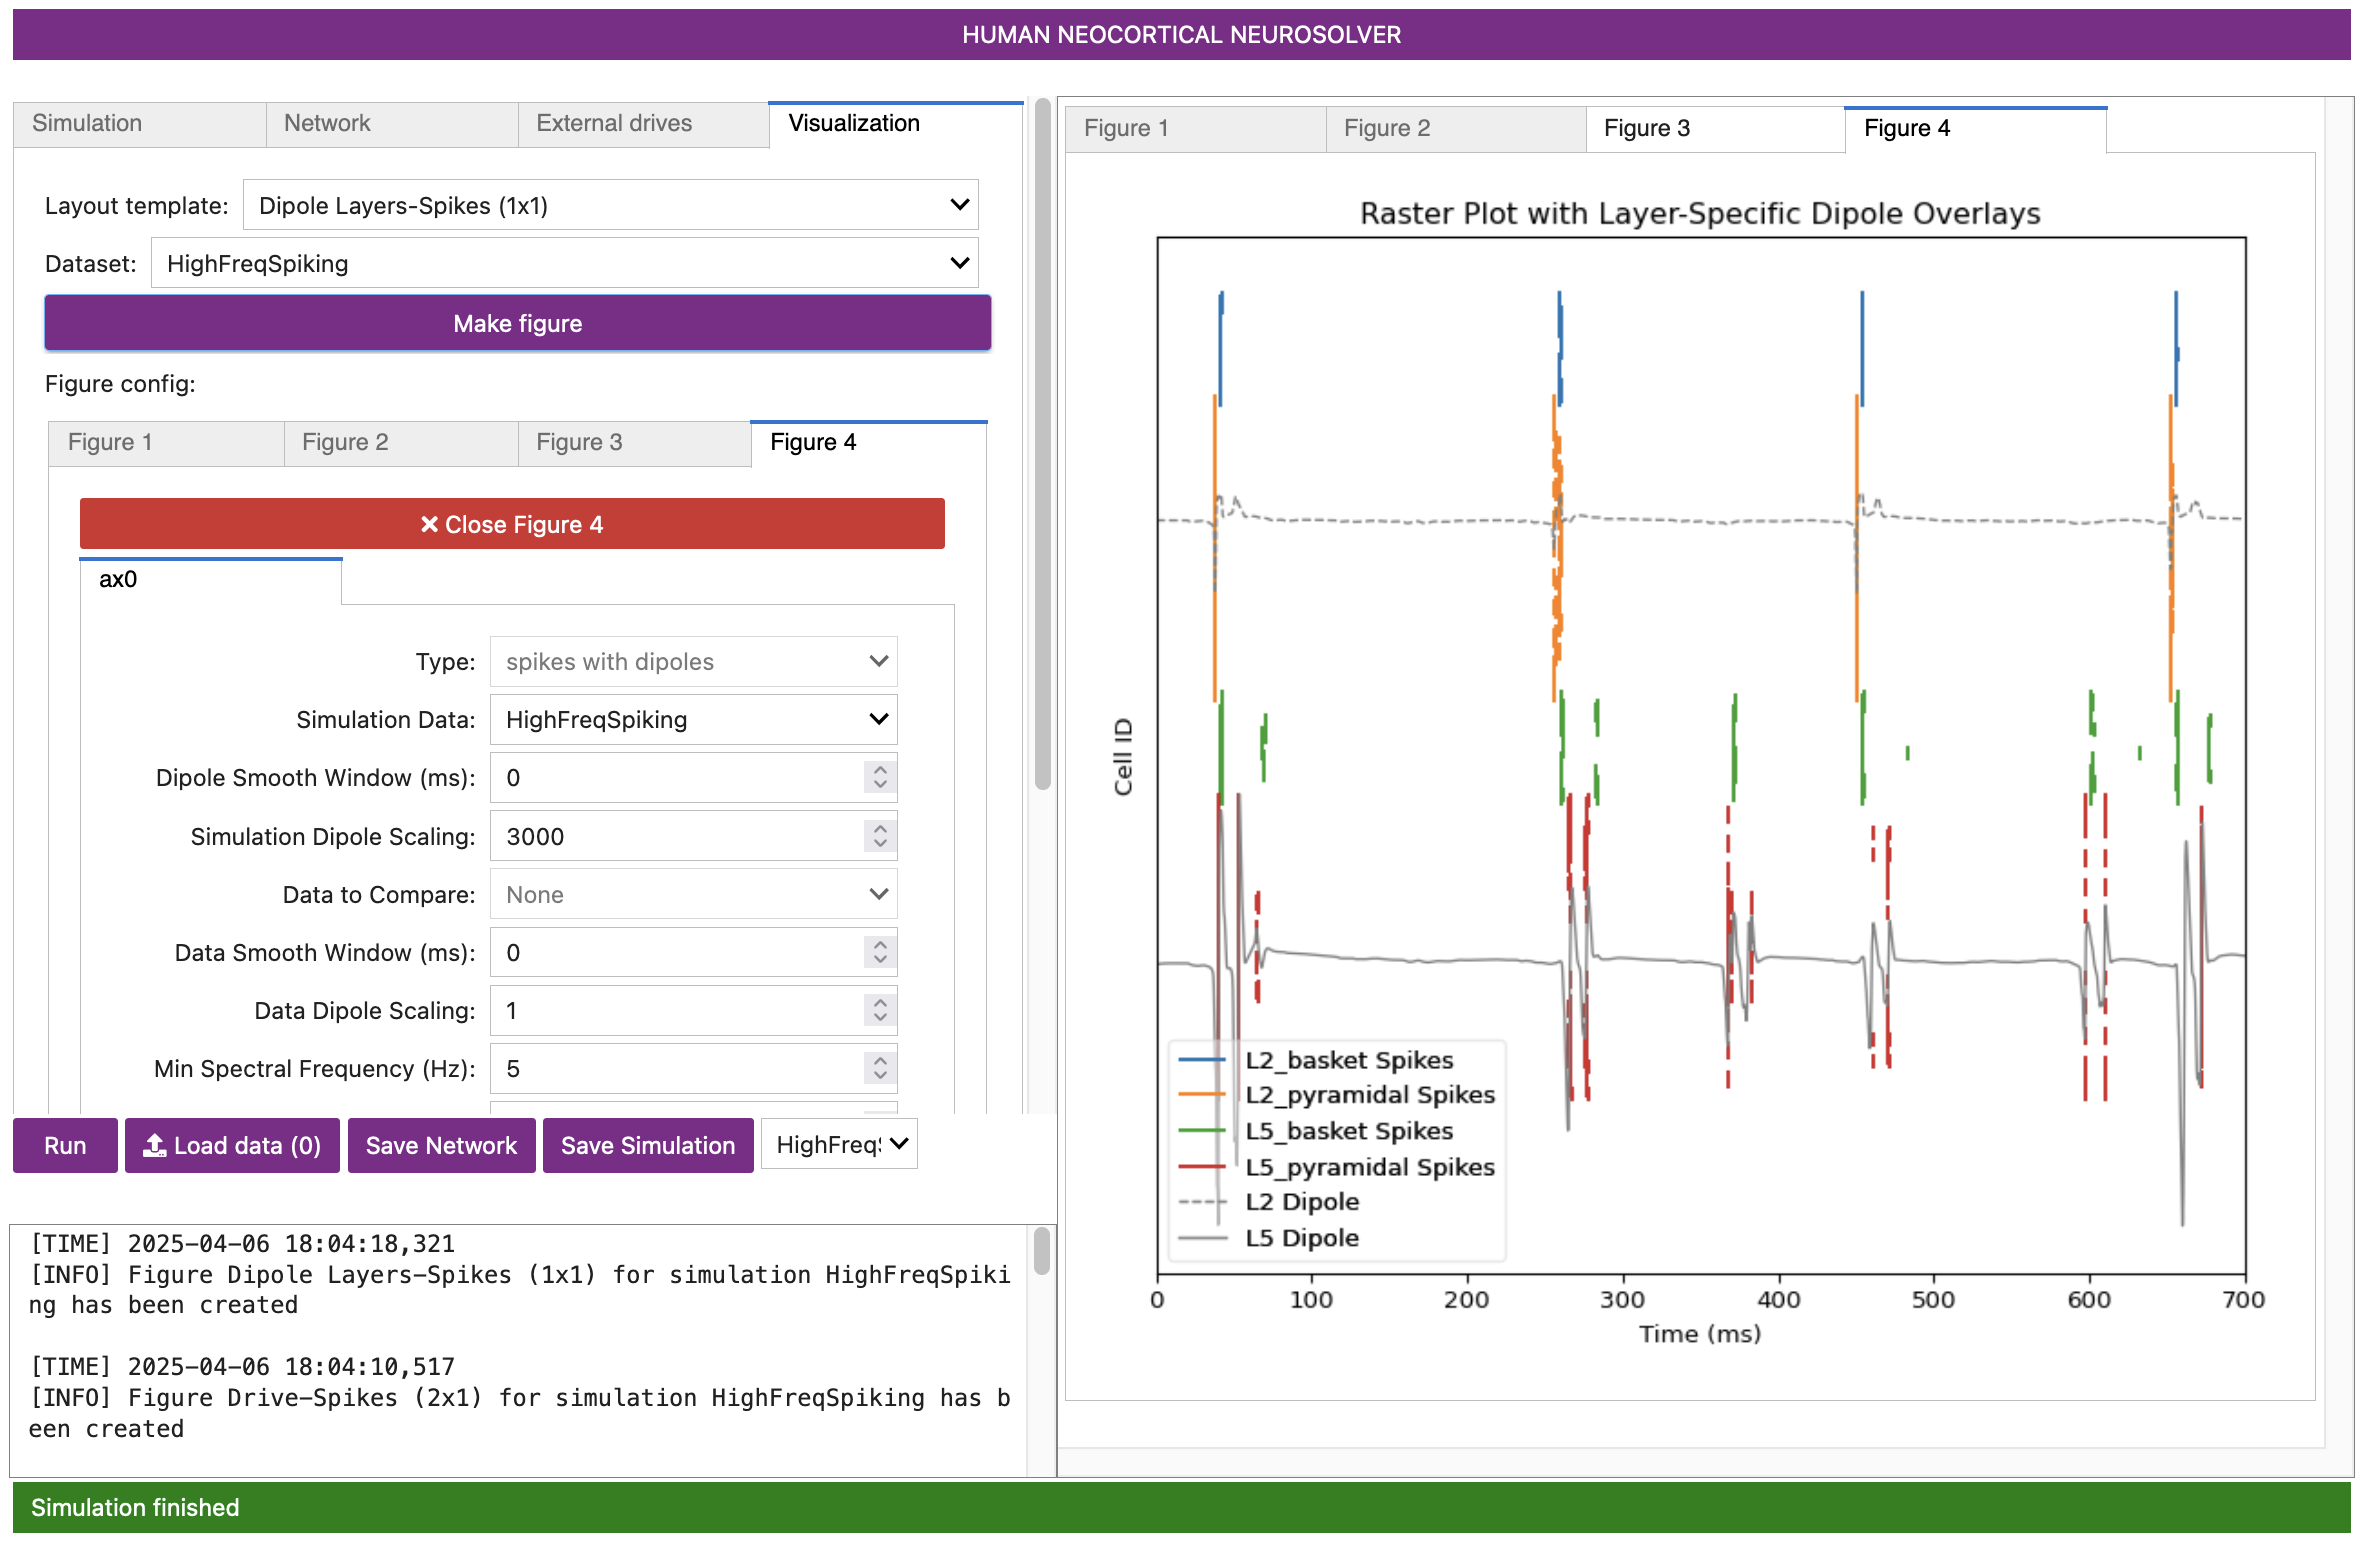 HUMAN NEOCORTICAL NEUROSOLVER
Simulation
Network
External drives
Visualization
Layout template: Dipole Layers-Spikes (1x1)
Dataset: HighFreqSpiking
Make figure
Figure config:
Figure 1
Figure 2
Figure 3
Figure 4
Close Figure 4
ax0
Type: spikes with dipoles
Simulation Data: HighFreqSpiking
Dipole Smooth Window (ms): 0
Simulation Dipole Scaling: 3000
Data to Compare: None
Data Smooth Window (ms): 0
Data Dipole Scaling: 1
Min Spectral Frequency (Hz): 5
Run
Load data (0)
Save Network
Save Simulation
HighFreq
[TIME] 2025-04-06 18:04:18,321
[INFO] Figure Dipole Layers-Spikes (1x1) for simulation HighFreqSpiki
ng has been created
[TIME] 2025-04-06 18:04:10,517
[INFO] Figure Drive-Spikes (2x1) for simulation HighFreqSpiking has b
een created
Figure 1
Figure 2
Figure 3
Figure 4
Raster Plot with Layer-Specific Dipole Overlays
Cell ID
L2_basket Spikes
L2_pyramidal Spikes
L5_basket Spikes
L5_pyramidal Spikes
L2 Dipole
L5 Dipole
0 100 200 300 400 500 600 700
Time (ms)
Simulation finished